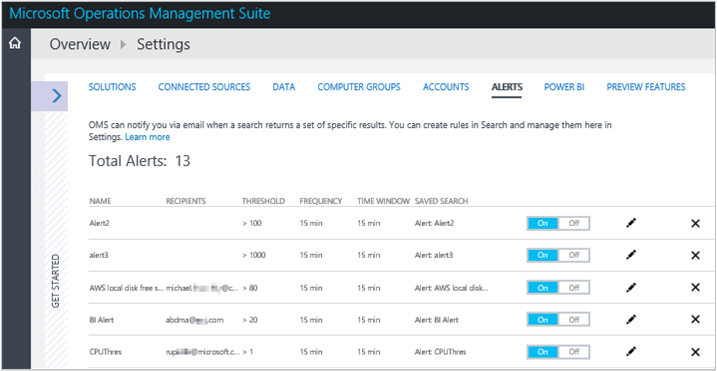 Microsoft Operations Management Suite
Overview Settings
SOLUTIONS CONNECTED SOURCES DATA COMPUTER GROUPS ACCOUNTS ALERTS POWER BI PREVIEW FEATURES
OMS can notify you via email when a search returns a set of specific results. You can create rules in Search and manage them here in
Settings. Learn more
Total Alerts: 13
NAME RECIPIENTS THRESHOLD FREQUENCY TIME WINDOW SAVED SEARCH
Alert2 > 100 15 min 15 min Alert: Alert2 On Off
alert3 > 1000 15 min 15 min Alert: alert3 On Off
AWS local disk free s... michael. @c... > 80 15 min 15 min Alert: AWS local disk... On Off
BI Alert abdma@ .com > 20 15 min 15 min Alert: BI Alert On Off
CPUThres @microsoft.c... > 1 15 min 15 min Alert: CPUThres On Off
GET STARTED